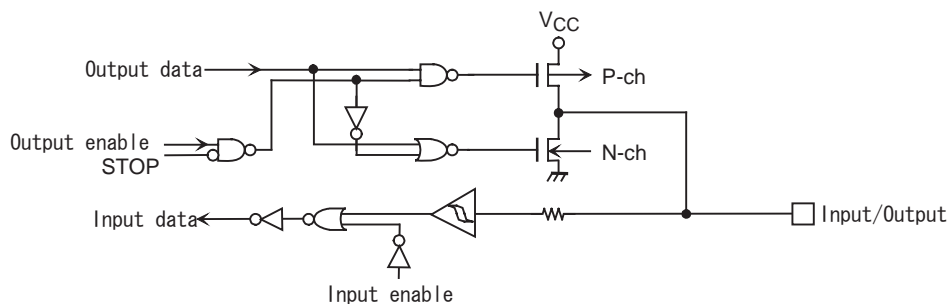 VCC
Output data
P-ch
Output enable
STOP
N-ch
Input data
Input/Output
Input enable